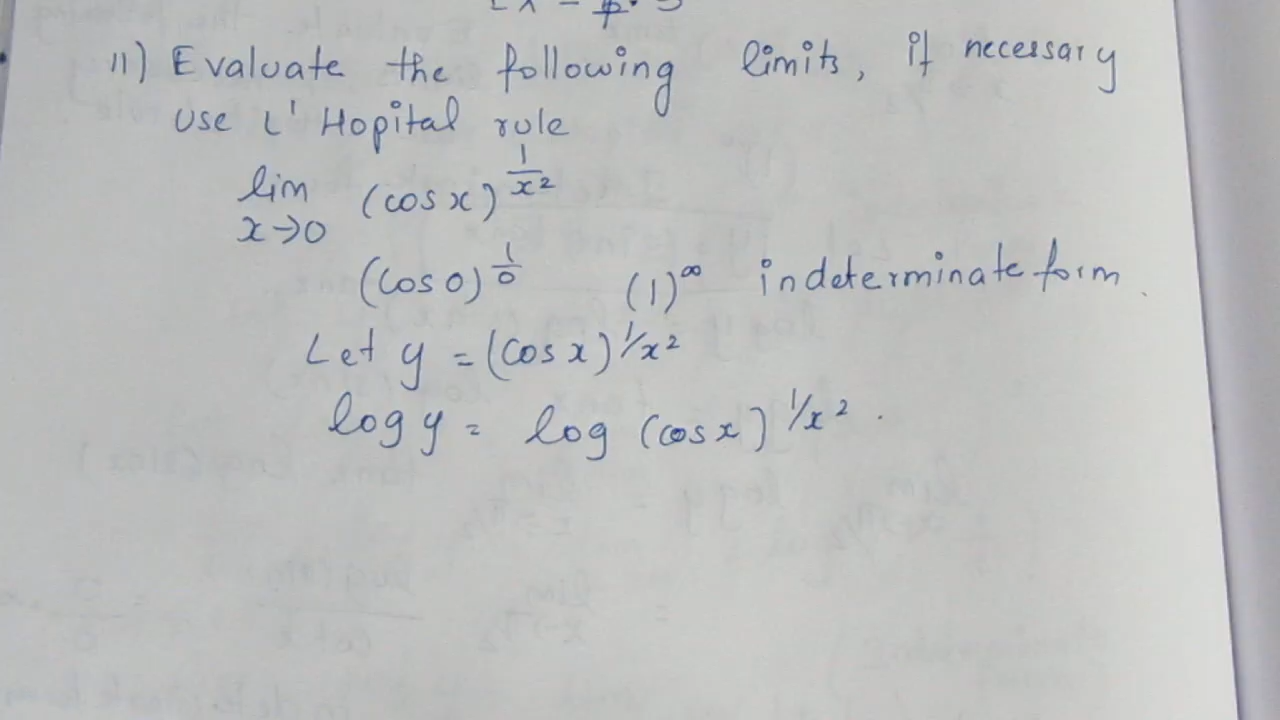 11) Evaluate the following limits, if necessary
use L' Hopital rule
lim x→0 (cos x)^{1/x²}
(cos 0)^{1/0} (1)^∞ indeterminate form
Let y = (cos x)^{1/x²}
log y = log (cos x)^{1/x²}.